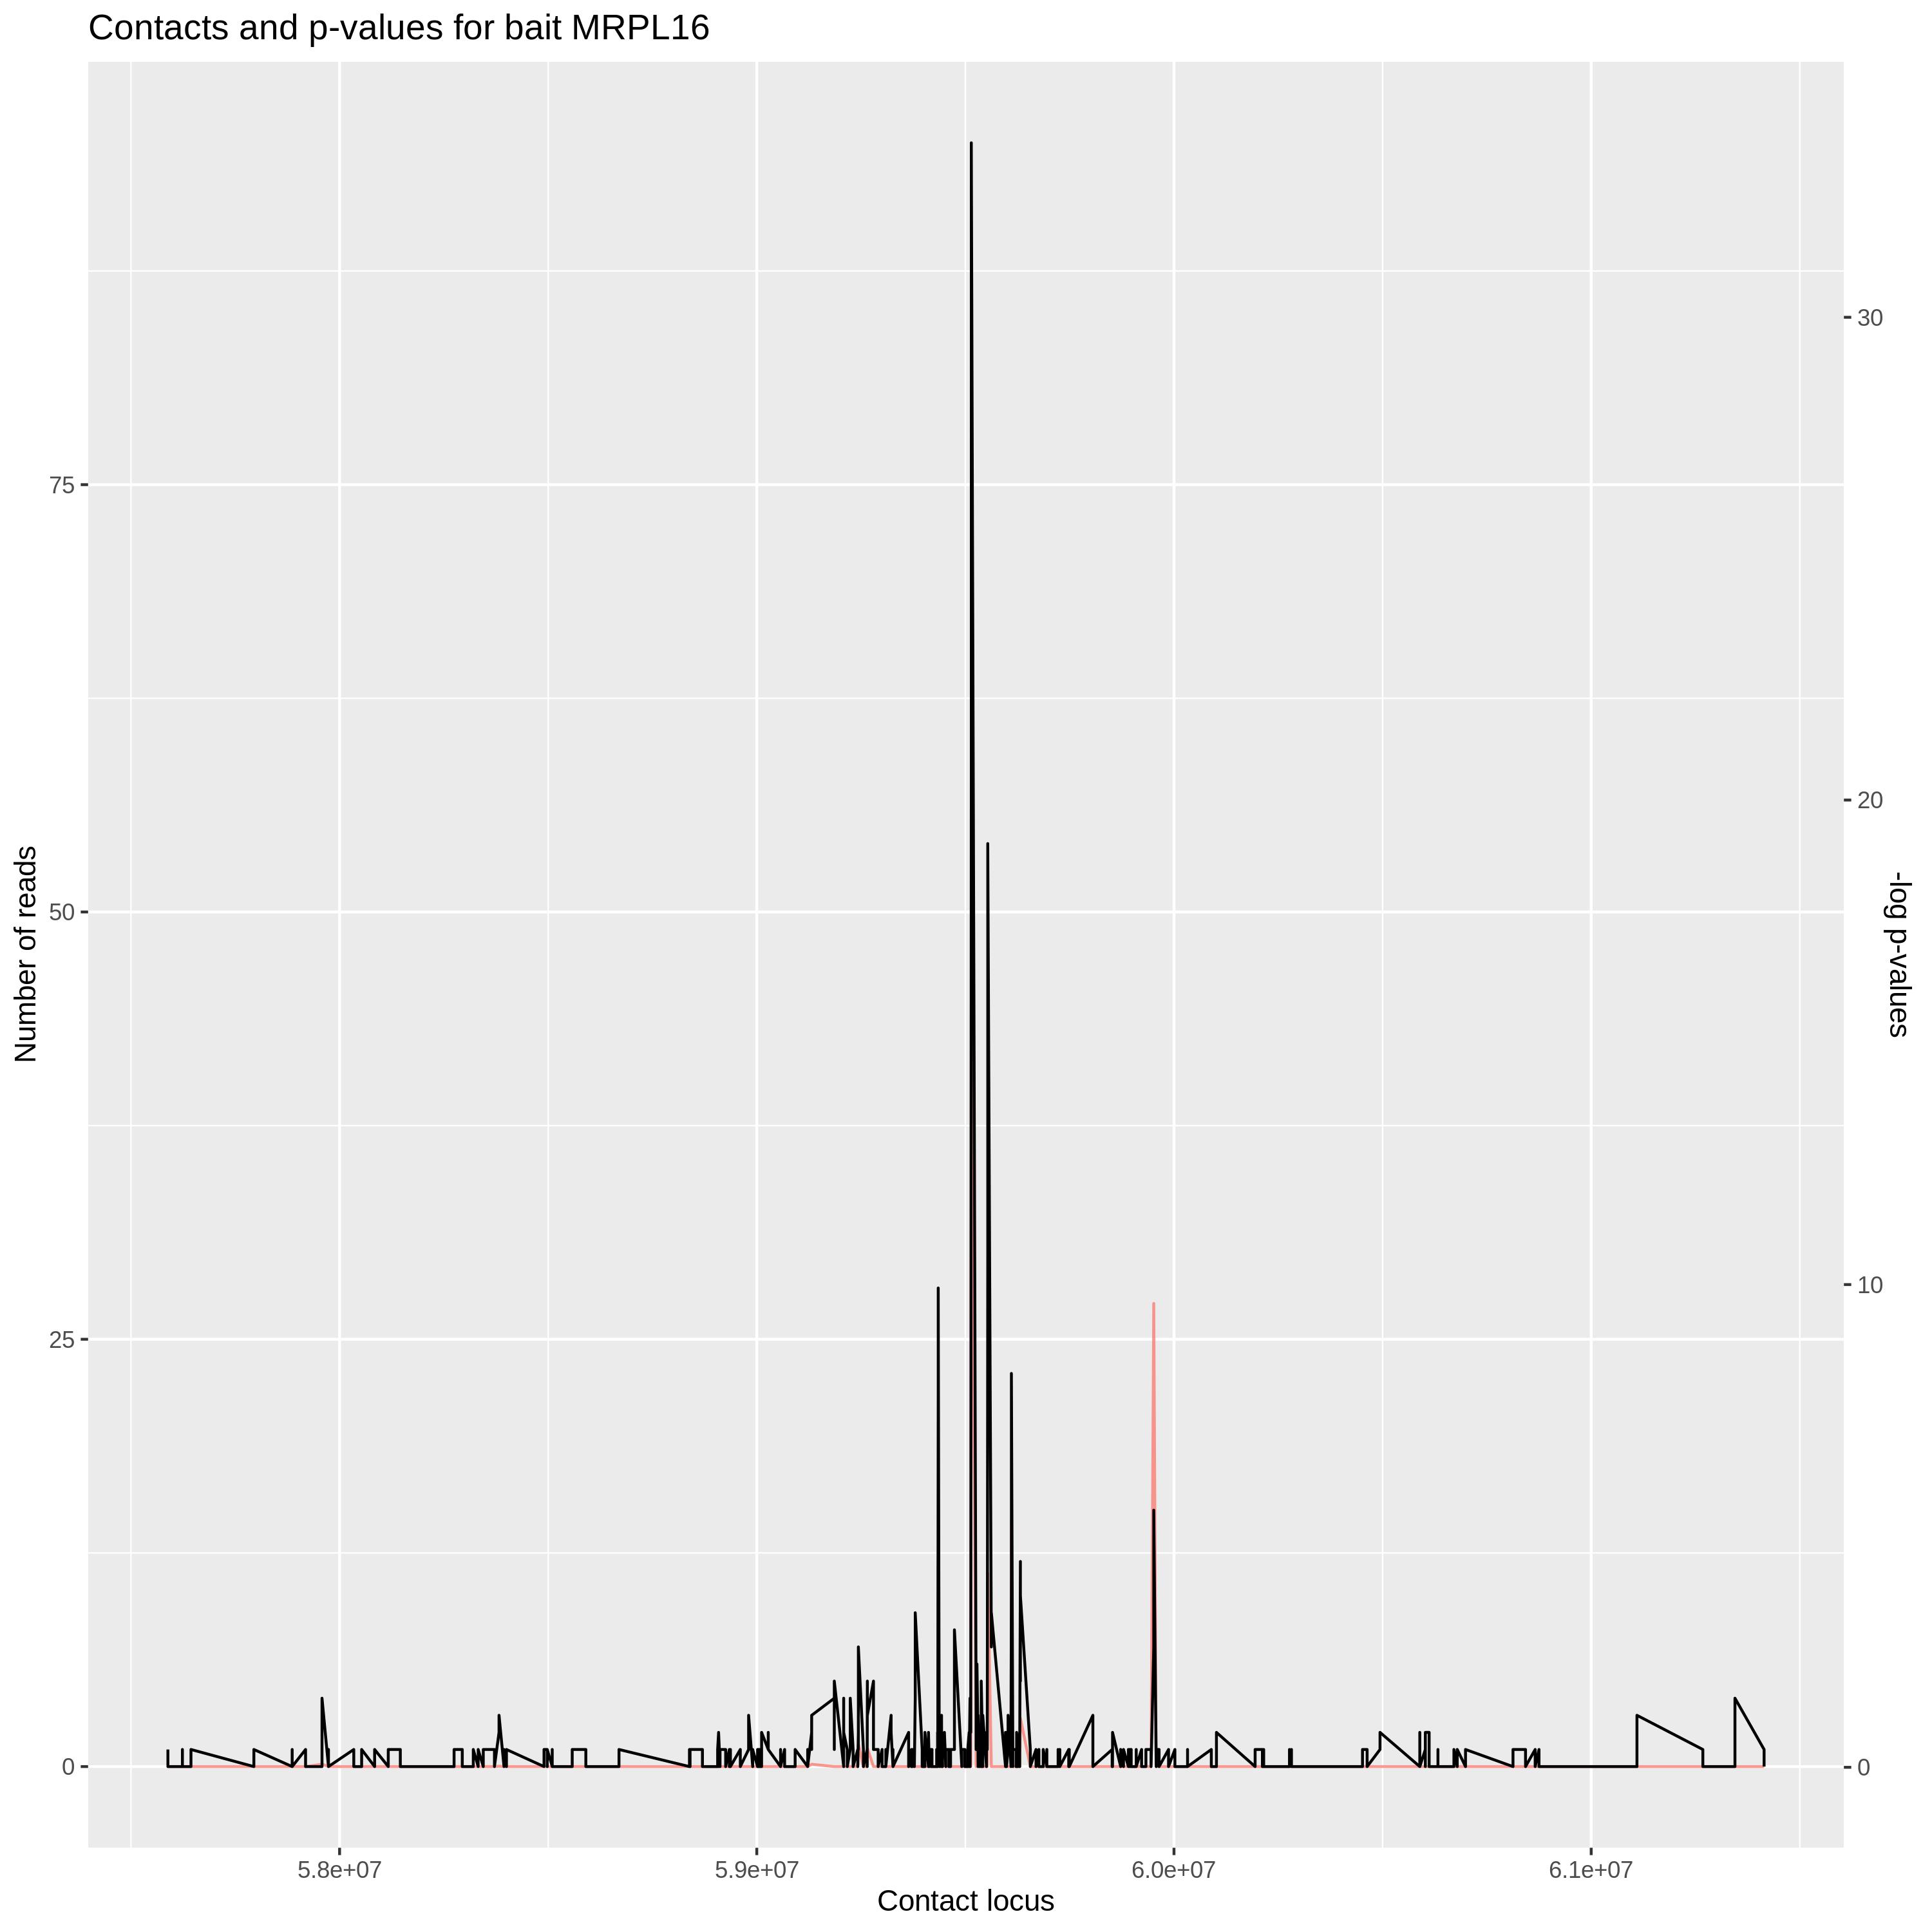 Contacts and p-values for bait MRPL16
75
50
25
0
Number of reads
30
20
10
0
-log p-values
5.8e+07 5.9e+07 6.0e+07 6.1e+07
Contact locus